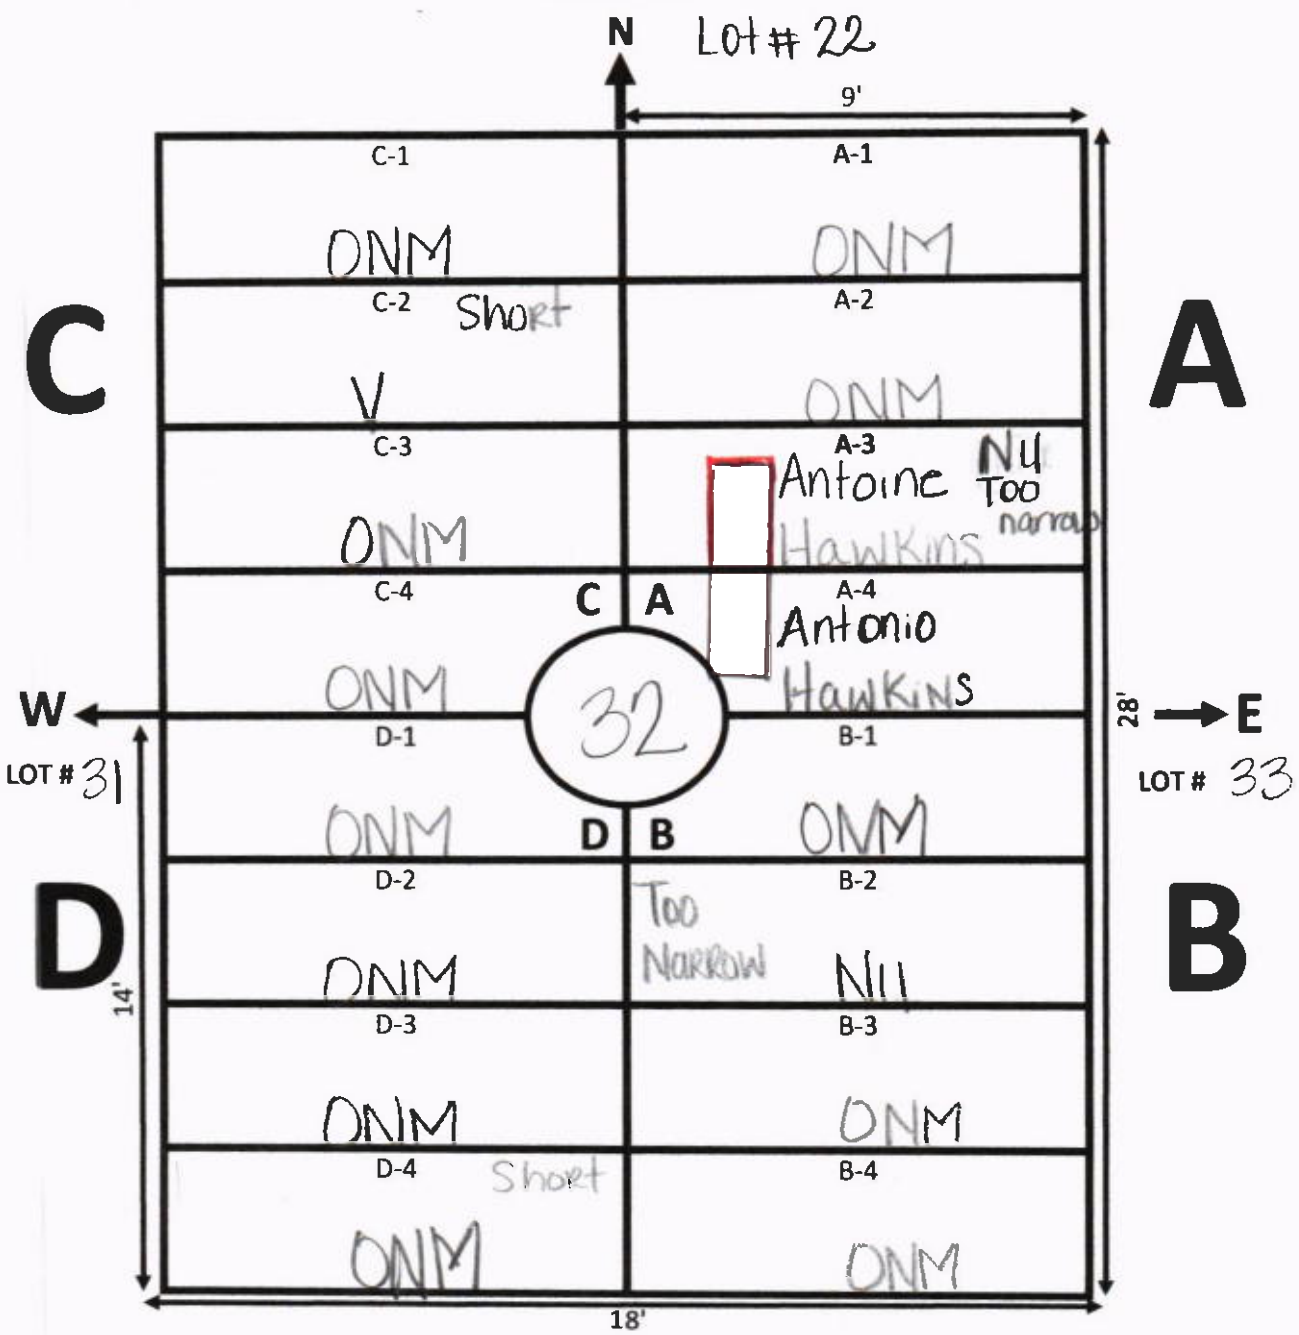 N Lot # 22
9'
C-1 A-1
ONM ONM
C-2 Short A-2
C A
V ONM
C-3 A-3 NU
Antoine Too
narrow
ONM Hawkins
C-4 C A A-4
Antonio
ONM Hawkins
W 32 28' E
D-1 B-1
LOT # 31 LOT # 33
ONM D B ONM
D-2 B-2
Too
D B
Narrow
ONM NU
14'
D-3 B-3
ONM ONM
D-4 Short B-4
ONM ONM
18'